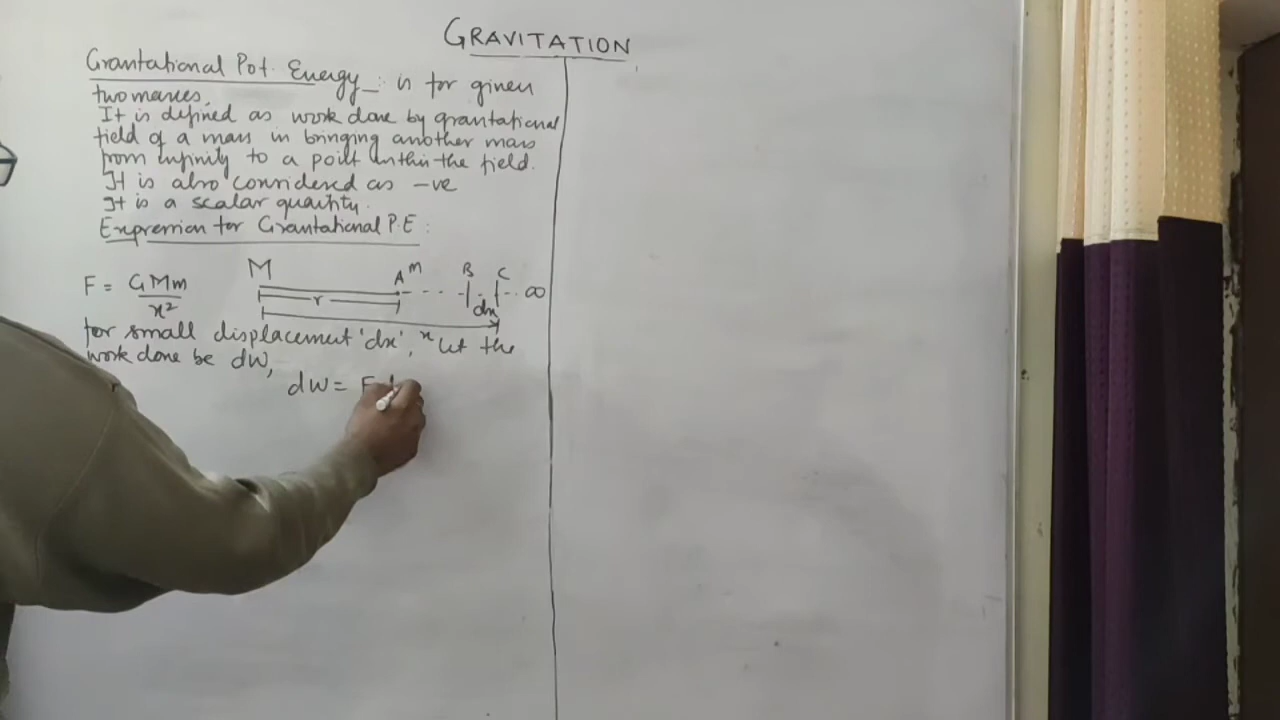 GRAVITATION
Gravitational Pot. Energy :- is for given
two masses.
It is defined as work done by gravitational
field of a mass in bringing another mass
from infinity to a point within the field.
It is also considered as -ve
It is a scalar quantity.
Expression for Gravitational P.E :
F = GMm/x²
M A m B C ∞
r dx
x
for small displacement 'dx', let the
work done be dW,
dW = F